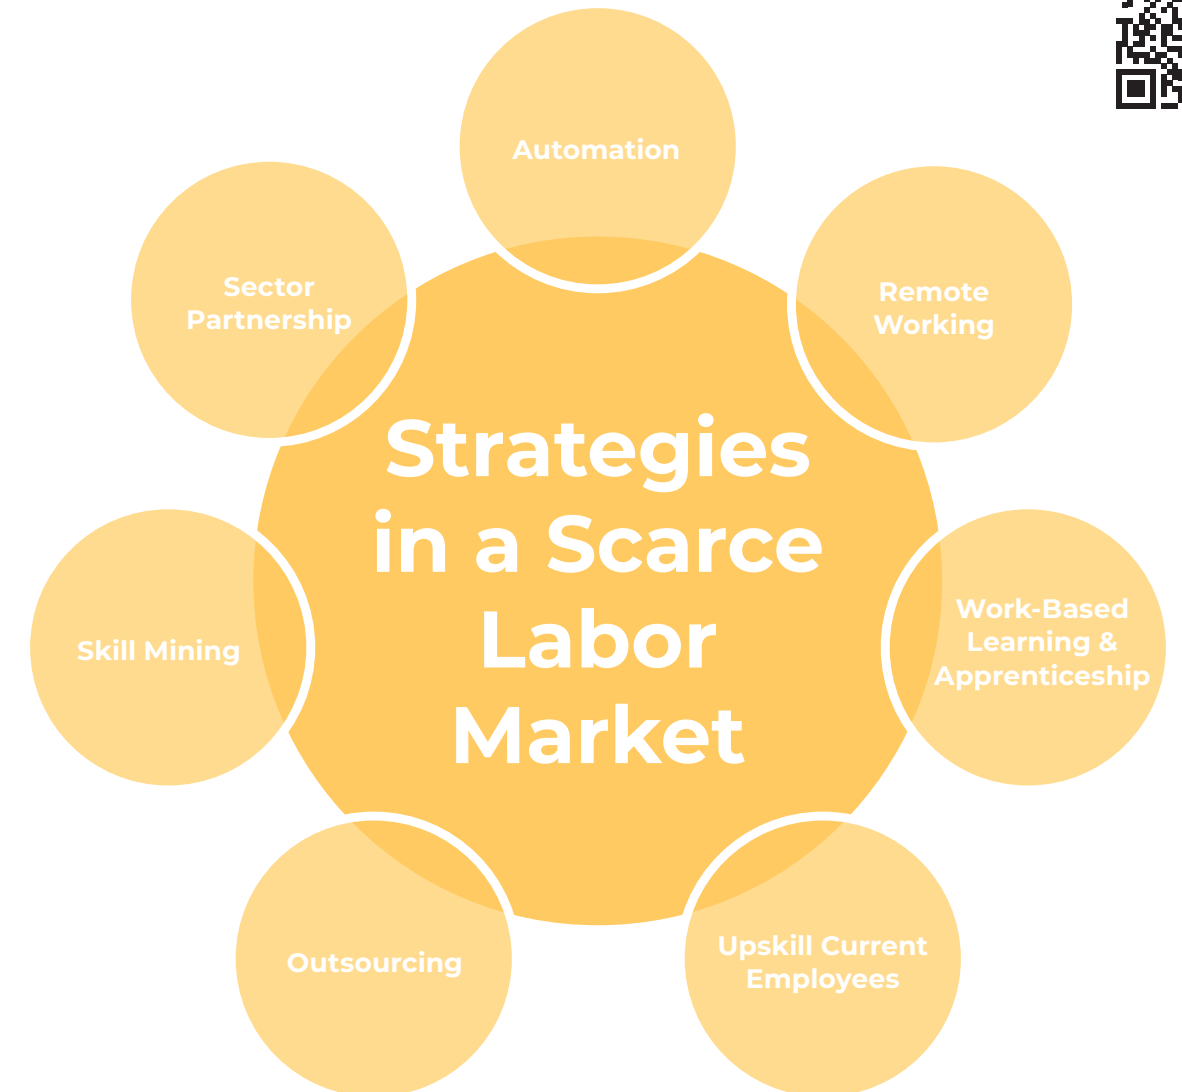 Automation
Sector
Partnership
Remote
Working
Strategies
in a Scarce
Labor
Market
Work-Based
Learning &
Apprenticeship
Skill Mining
Upskill Current
Employees
Outsourcing